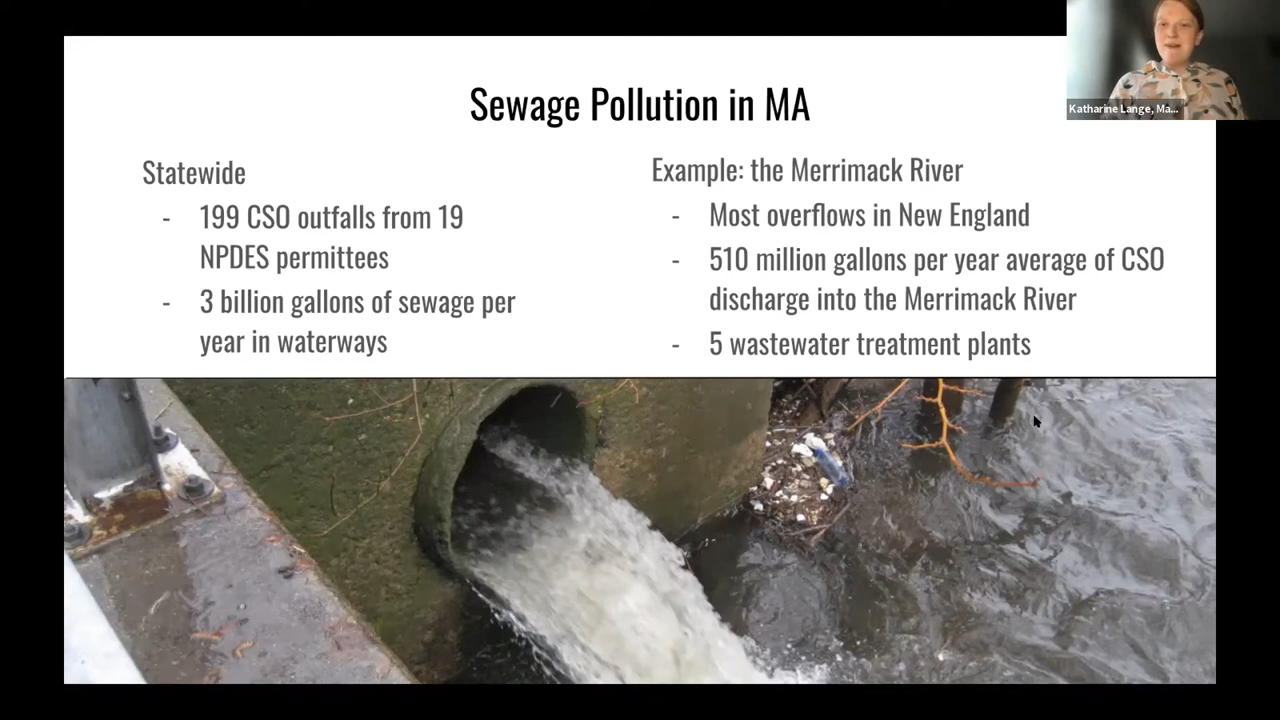 Sewage Pollution in MA
Katharine Lange, Ma...
Statewide
- 199 CSO outfalls from 19
NPDES permittees
- 3 billion gallons of sewage per
year in waterways
Example: the Merrimack River
- Most overflows in New England
- 510 million gallons per year average of CSO
discharge into the Merrimack River
- 5 wastewater treatment plants